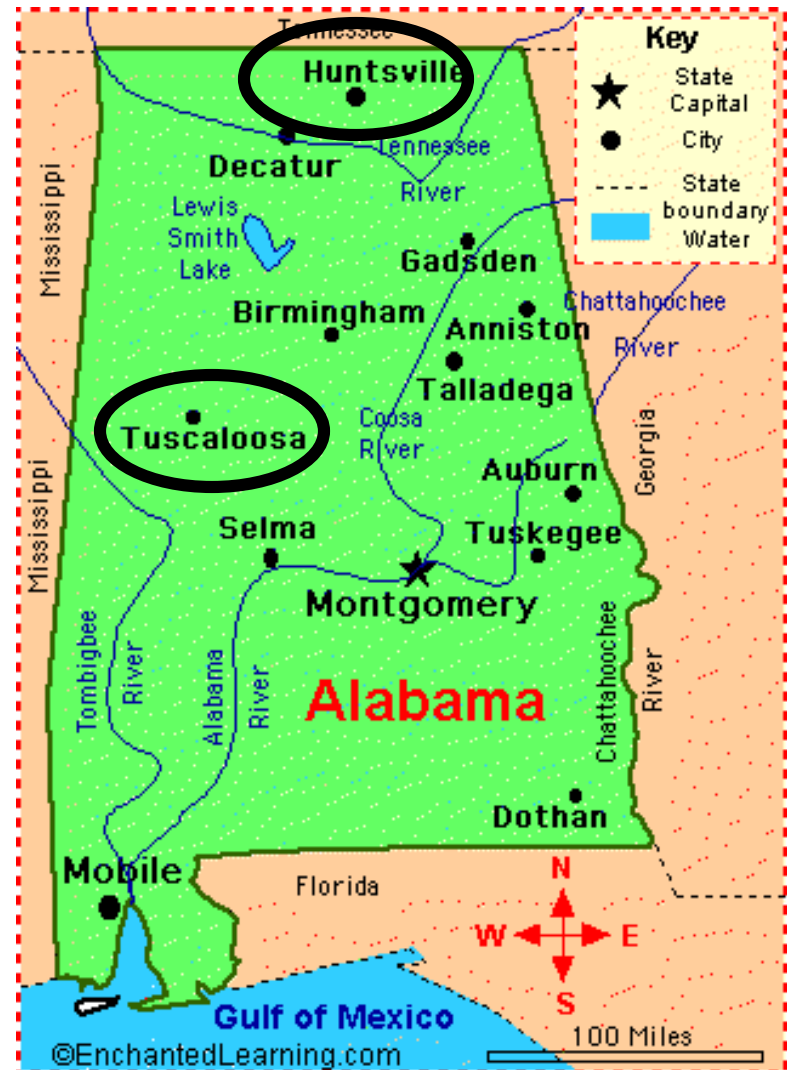 Tennessee
Key
State
Capital
City
State
boundary
Water
Huntsville
Decatur
Tennessee
River
Mississippi
Lewis
Smith
Lake
Gadsden
Birmingham
Anniston
Chattahoochee
River
Talladega
Tuscaloosa
Coosa
River
Georgia
Auburn
Mississippi
Selma
Tuskegee
Montgomery
Tombigbee
River
Alabama
River
Alabama
Chattahoochee
River
Dothan
Mobile
Florida
N
W
E
S
Gulf of Mexico
100 Miles
©EnchantedLearning.com